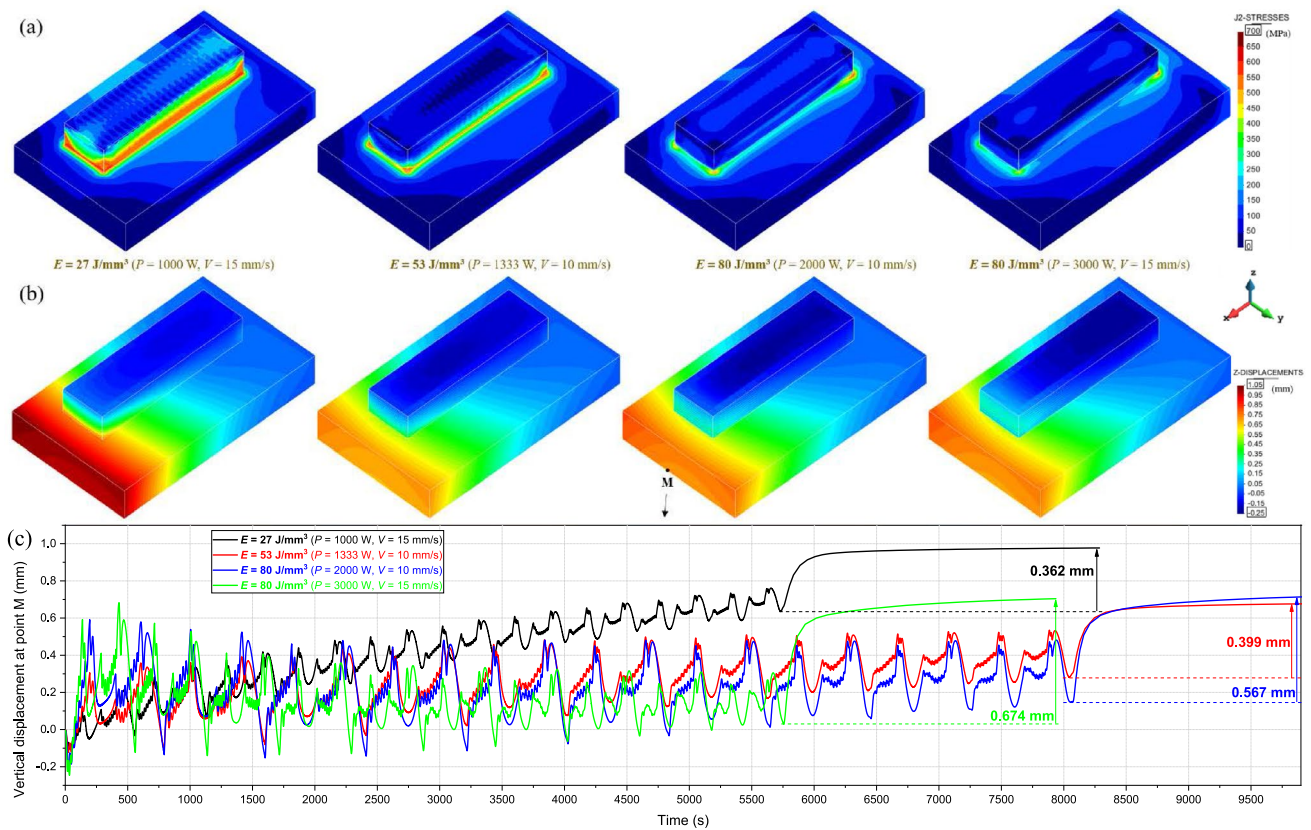 (a)
J2-STRESSES
(MPa)
700
650
600
550
500
450
400
350
300
250
200
150
100
50
0
E = 27 J/mm³ (P = 1000 W, V = 15 mm/s)
E = 53 J/mm³ (P = 1333 W, V = 10 mm/s)
E = 80 J/mm³ (P = 2000 W, V = 10 mm/s)
E = 80 J/mm³ (P = 3000 W, V = 15 mm/s)
z
x
y
(b)
Z-DISPLACEMENTS
(mm)
1.05
0.95
0.85
0.75
0.65
0.55
0.45
0.35
0.25
0.15
0.05
-0.05
-0.15
-0.25
M
(c)
E = 27 J/mm³ (P = 1000 W, V = 15 mm/s)
E = 53 J/mm³ (P = 1333 W, V = 10 mm/s)
E = 80 J/mm³ (P = 2000 W, V = 10 mm/s)
E = 80 J/mm³ (P = 3000 W, V = 15 mm/s)
Vertical displacement at point M (mm)
1.0
0.8
0.6
0.4
0.2
0.0
-0.2
0.362 mm
0.399 mm
0.567 mm
0.674 mm
0 500 1000 1500 2000 2500 3000 3500 4000 4500 5000 5500 6000 6500 7000 7500 8000 8500 9000 9500
Time (s)